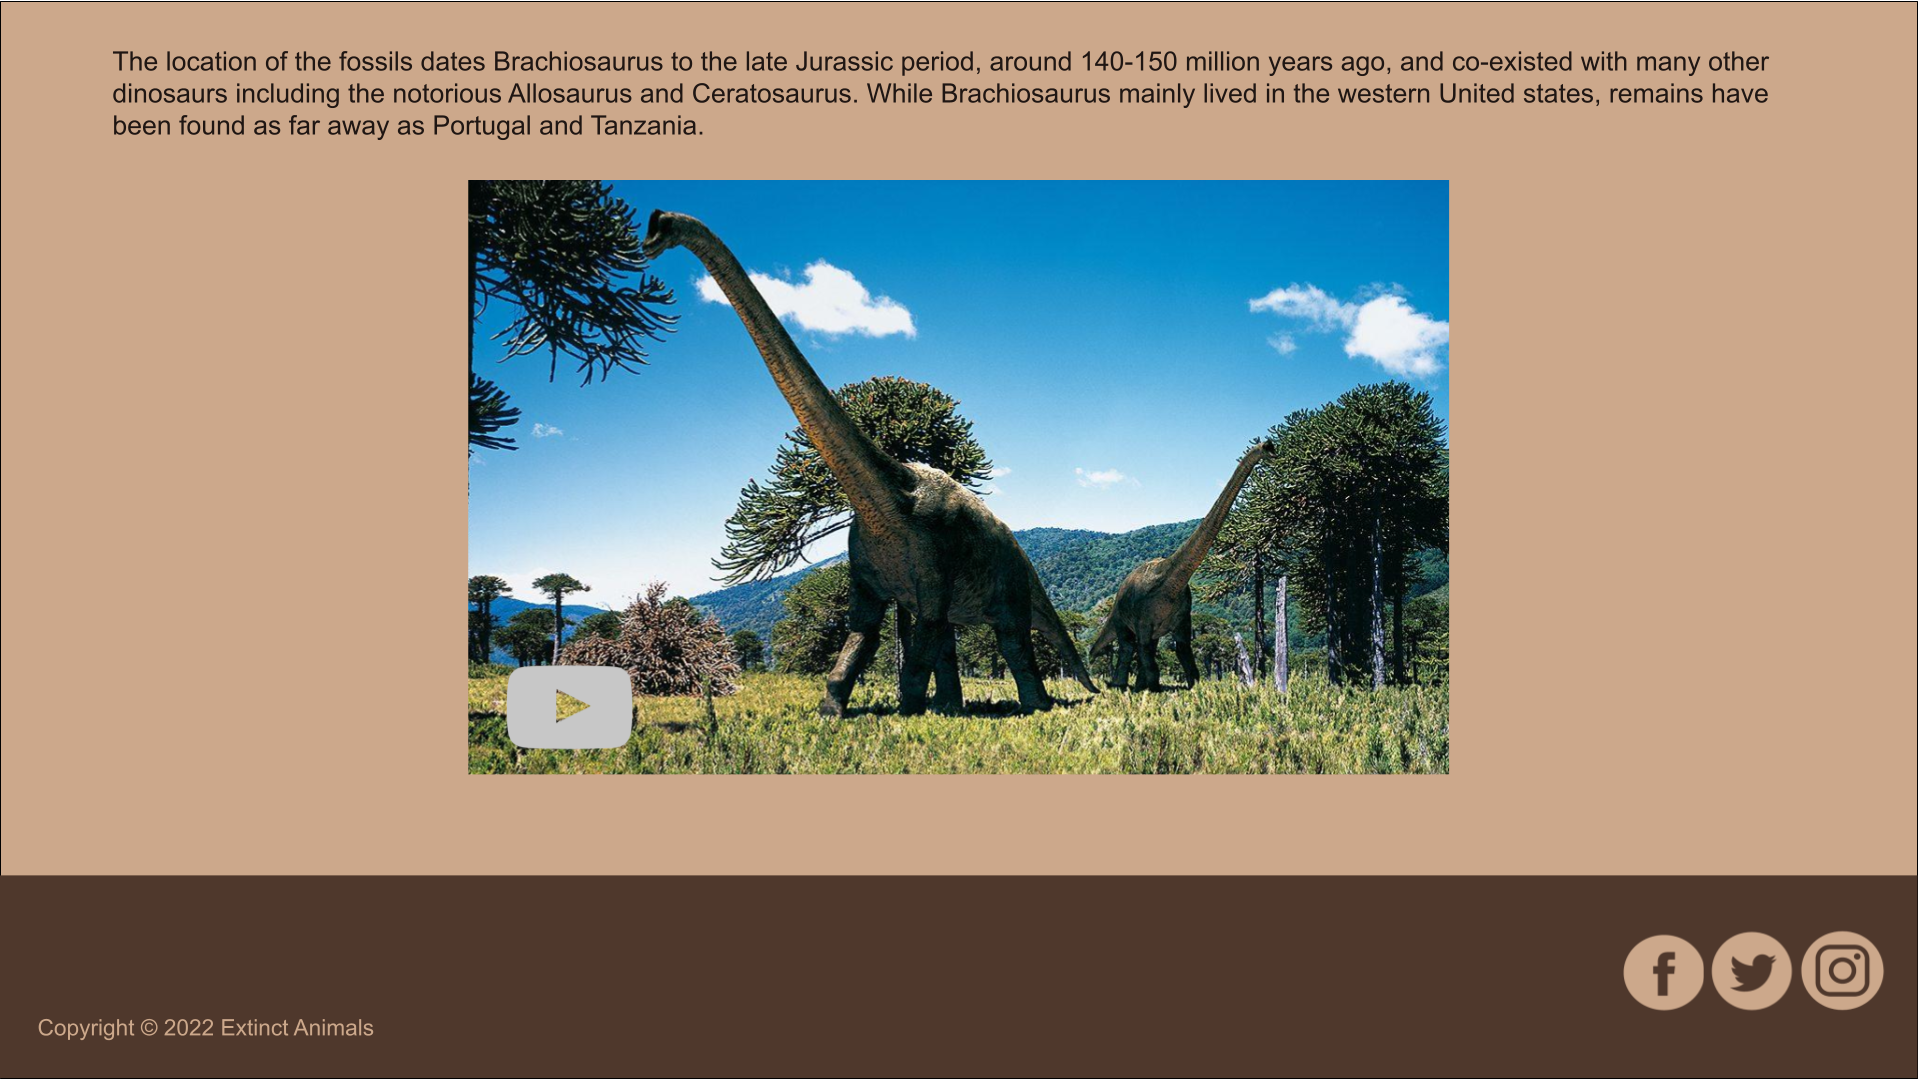 The location of the fossils dates Brachiosaurus to the late Jurassic period, around 140-150 million years ago, and co-existed with many other
dinosaurs including the notorious Allosaurus and Ceratosaurus. While Brachiosaurus mainly lived in the western United states, remains have
been found as far away as Portugal and Tanzania.
Copyright © 2022 Extinct Animals